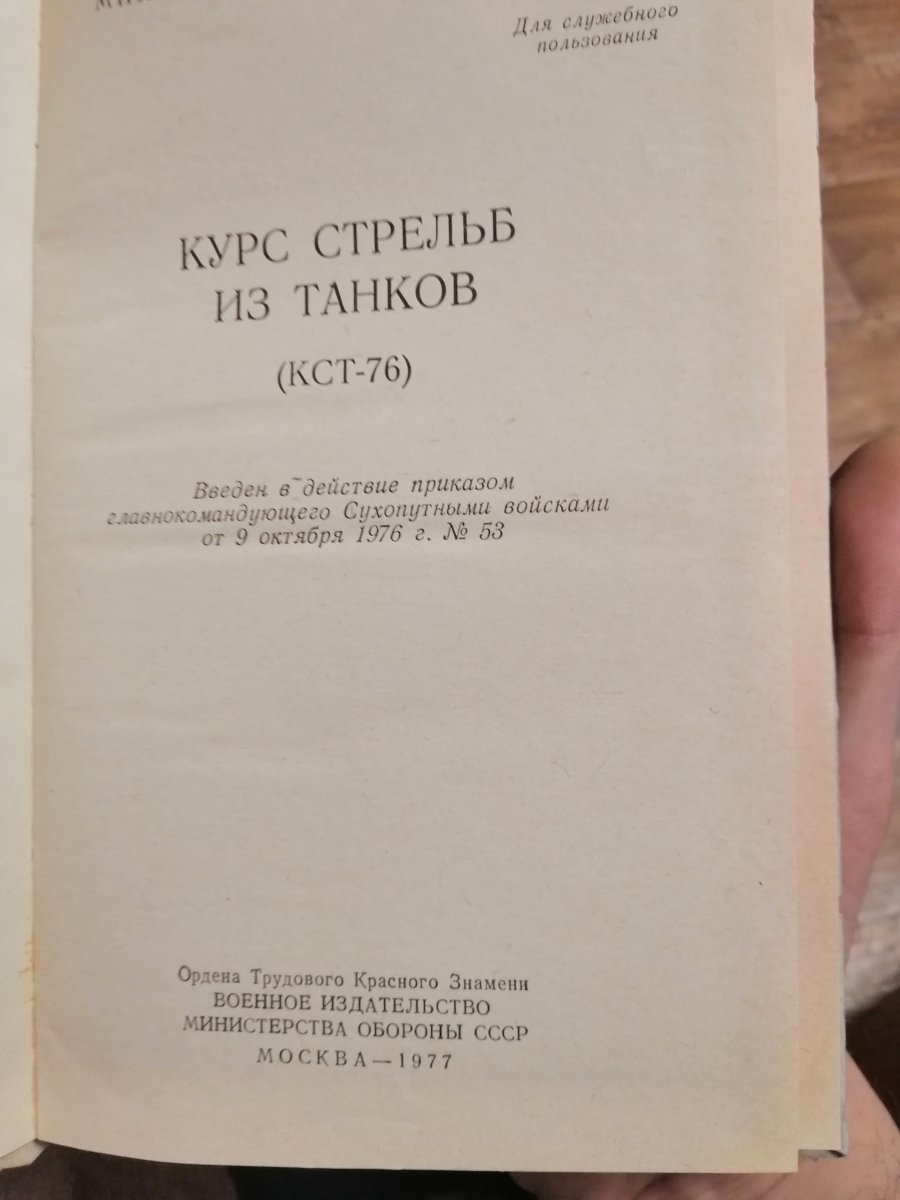 Для служебного
пользования
КУРС СТРЕЛЬБ
ИЗ ТАНКОВ
(КСТ-76)
Введен в действие приказом
главнокомандующего Сухопутными войсками
от 9 октября 1976 г. № 53
Ордена Трудового Красного Знамени
ВОЕННОЕ ИЗДАТЕЛЬСТВО
МИНИСТЕРСТВА ОБОРОНЫ СССР
МОСКВА — 1977